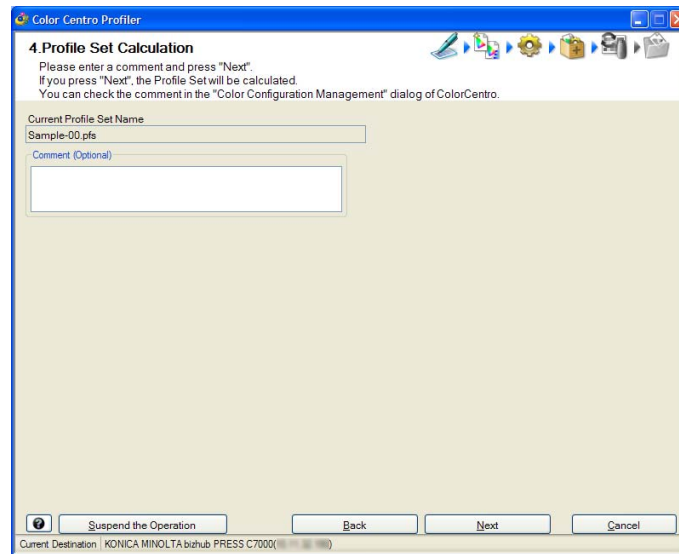 Color Centro Profiler
4.Profile Set Calculation
Please enter a comment and press "Next".
If you press "Next", the Profile Set will be calculated.
You can check the comment in the "Color Configuration Management" dialog of ColorCentro.
Current Profile Set Name
Sample-00.pfs
Comment (Optional)
Suspend the Operation
Back
Next
Cancel
Current Destination KONICA MINOLTA bizhub PRESS C7000( )